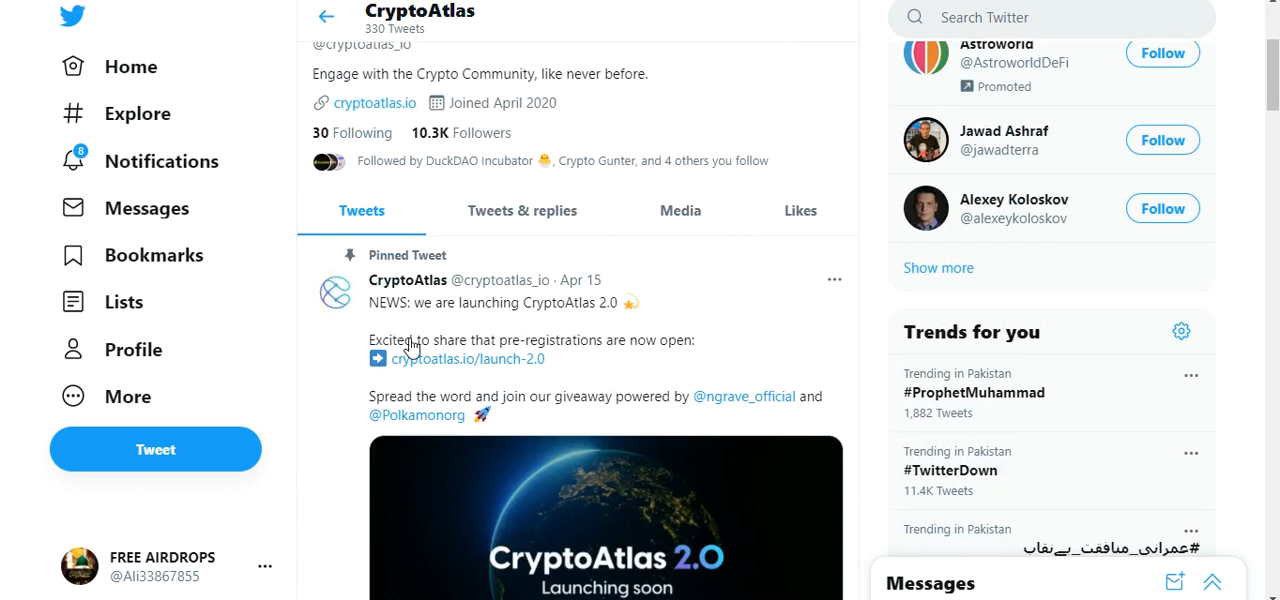 Home
Explore
8
Notifications
Messages
Bookmarks
Lists
Profile
More
Tweet
FREE AIRDROPS
@Ali33867855
CryptoAtlas
330 Tweets
@cryptoatlas_io
Engage with the Crypto Community, like never before.
cryptoatlas.io Joined April 2020
30 Following 10.3K Followers
Followed by DuckDAO Incubator 🐣, Crypto Gunter, and 4 others you follow
Tweets Tweets & replies Media Likes
Pinned Tweet
CryptoAtlas @cryptoatlas_io · Apr 15
NEWS: we are launching CryptoAtlas 2.0 💫
Excited to share that pre-registrations are now open:
➡️ cryptoatlas.io/launch-2.0
Spread the word and join our giveaway powered by @ngrave_official and
@Polkamonorg 🚀
CryptoAtlas 2.0
Launching soon
Search Twitter
Astroworld
@AstroworldDeFi
Follow
Promoted
Jawad Ashraf
@jawadterra
Follow
Alexey Koloskov
@alexeykoloskov
Follow
Show more
Trends for you
Trending in Pakistan
#ProphetMuhammad
1,882 Tweets
Trending in Pakistan
#TwitterDown
11.4K Tweets
Trending in Pakistan
#عمرانی_منافقت_بےنقاب
Messages